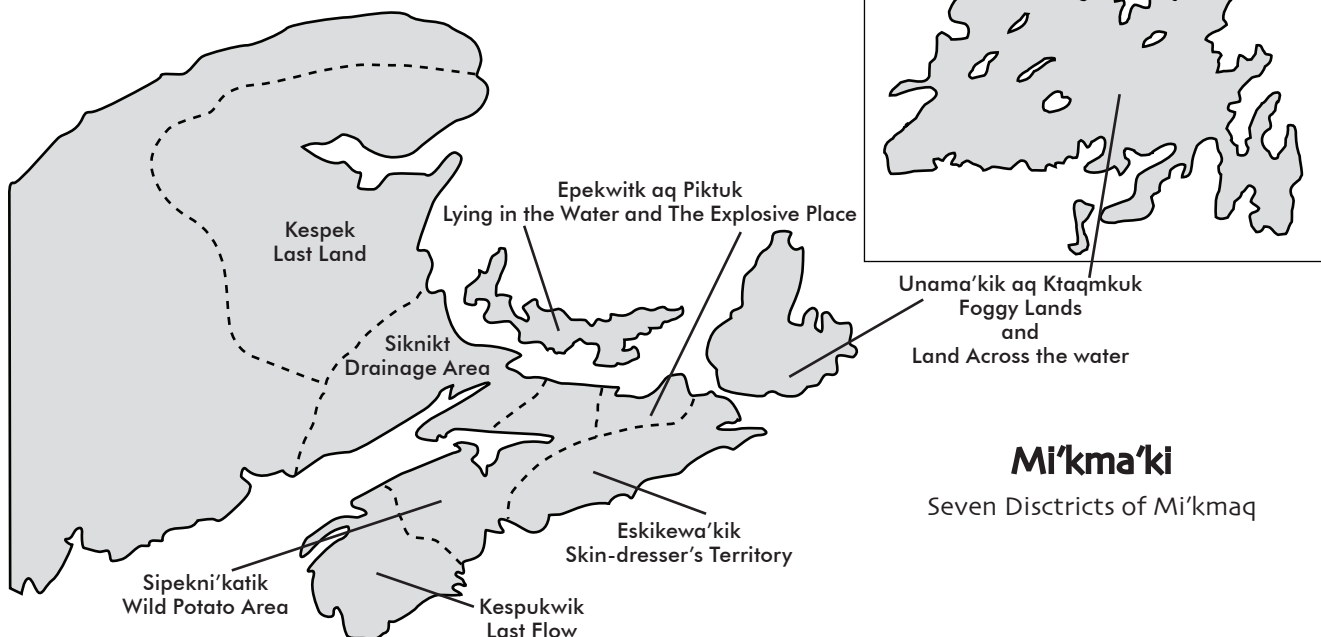 Epekwitk aq Piktuk
Lying in the Water and The Explosive Place
Kespek
Last Land
Unama’kik aq Ktaqmkuk
Foggy Lands
and
Land Across the water
Siknikt
Drainage Area
Mi’kma’ki
Seven Disctricts of Mi’kmaq
Eskikewa’kik
Skin-dresser’s Territory
Sipekni’katik
Wild Potato Area
Kespukwik
Last Flow